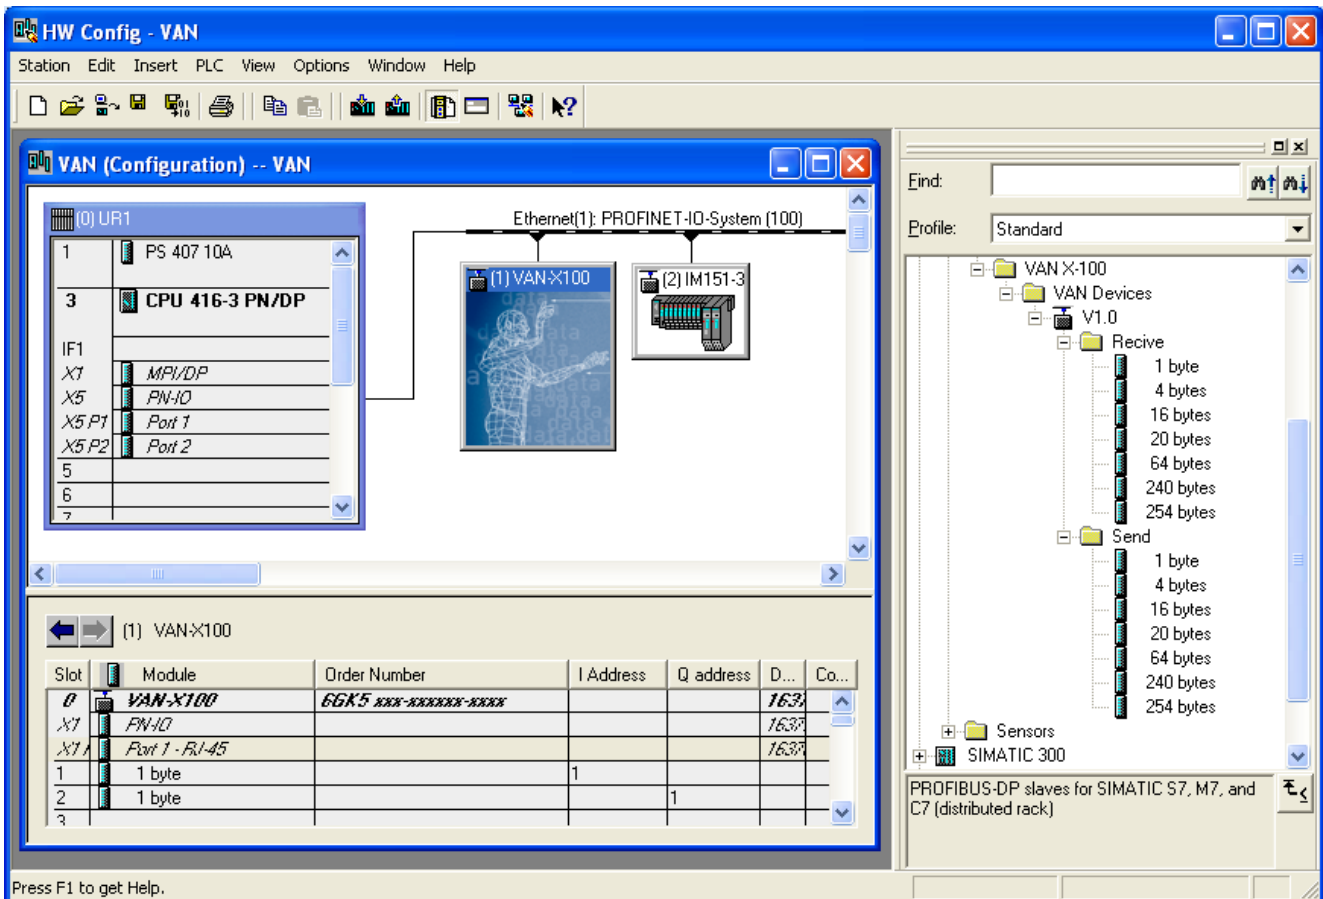 HW Config - VAN
Station Edit Insert PLC View Options Window Help
VAN (Configuration) -- VAN
(0) UR1
1 PS 407 10A
3 CPU 416-3 PN/DP
IF1
X1 MPI/DP
X5 PN-IO
X5 P1 Port 1
X5 P2 Port 2
5
6
7
Ethernet(1): PROFINET-IO-System (100)
(1) VAN-X100
(2) IM151-3
data
(1) VAN-X100
Slot Module Order Number I Address Q address D... Co...
0 VAN-X100 6GK5 xxx-xxxxxx-xxxx 1637
X1 PN-IO 1637
X1 Port 1 - RJ-45 1637
1 1 byte 1
2 1 byte 1
3
Find:
Profile: Standard
VAN X-100
VAN Devices
V1.0
Recive
1 byte
4 bytes
16 bytes
20 bytes
64 bytes
240 bytes
254 bytes
Send
1 byte
4 bytes
16 bytes
20 bytes
64 bytes
240 bytes
254 bytes
Sensors
SIMATIC 300
PROFIBUS-DP slaves for SIMATIC S7, M7, and
C7 (distributed rack)
Press F1 to get Help.